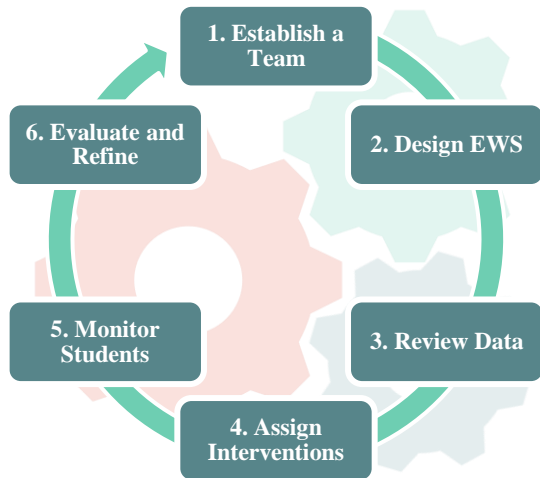 1. Establish a
Team
2. Design EWS
3. Review Data
4. Assign
Interventions
5. Monitor
Students
6. Evaluate and
Refine